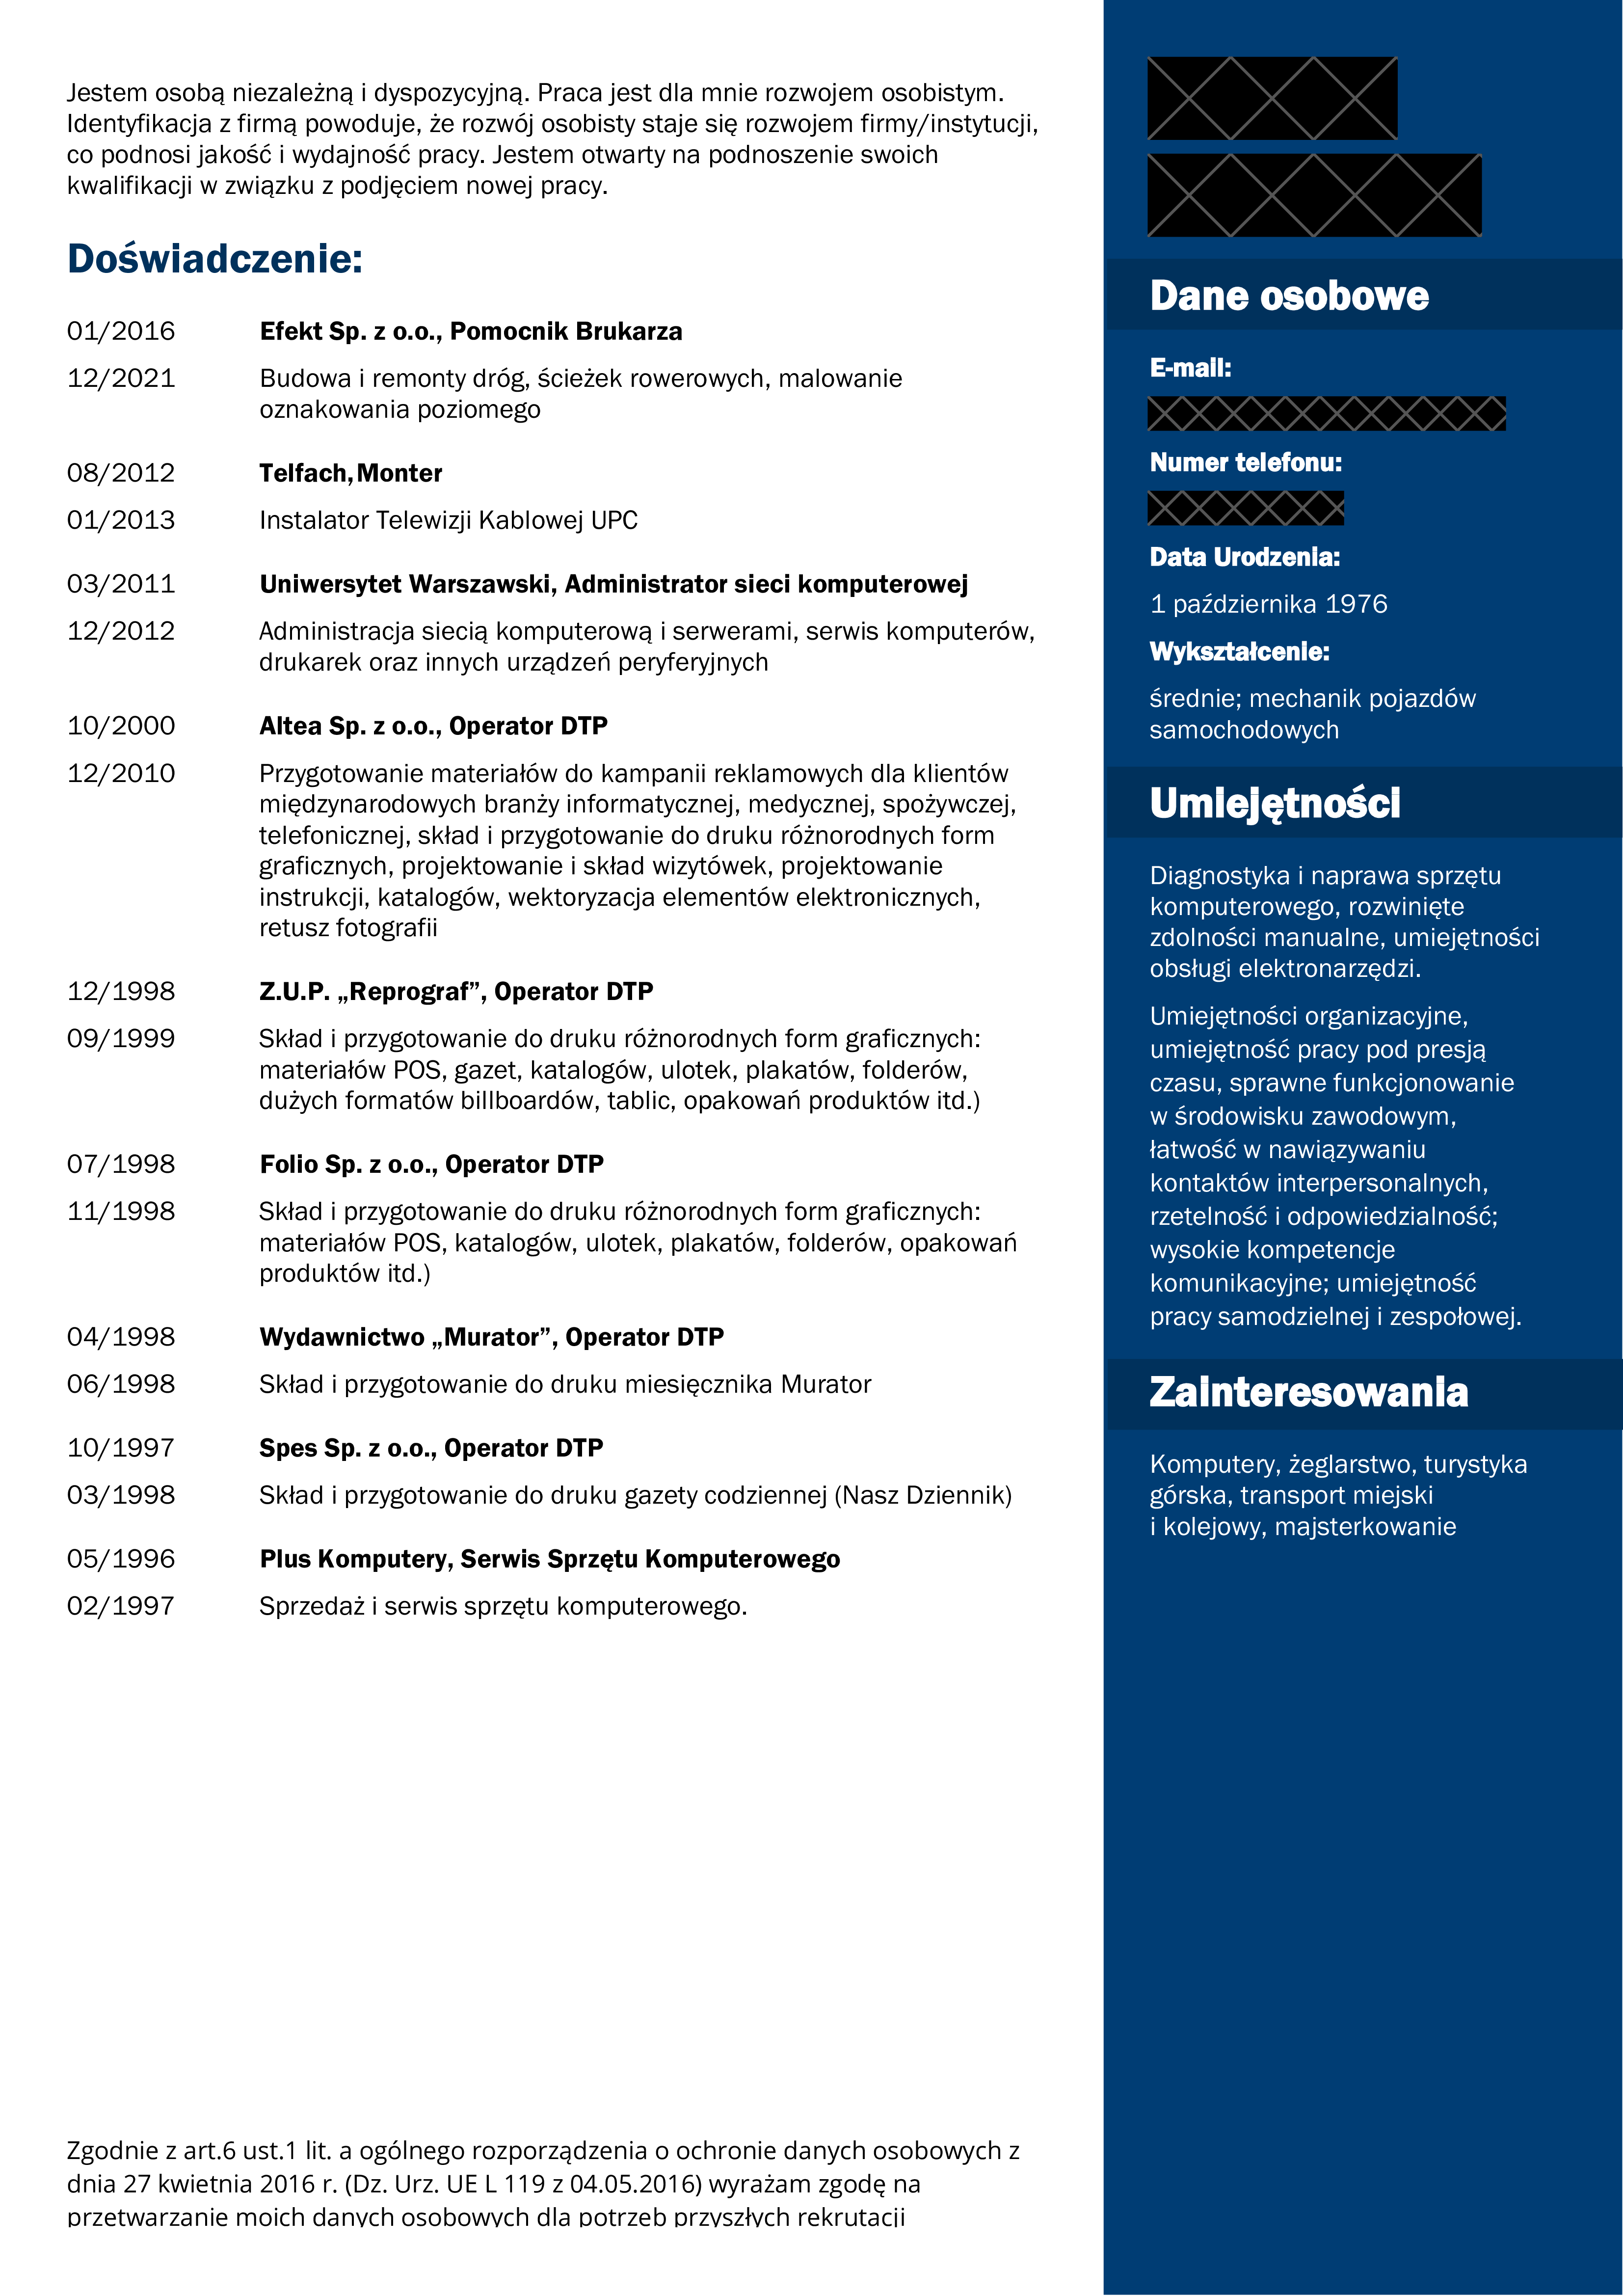 Jestem osobą niezależną i dyspozycyjną. Praca jest dla mnie rozwojem osobistym.
Identyfikacja z firmą powoduje, że rozwój osobisty staje się rozwojem firmy/instytucji,
co podnosi jakość i wydajność pracy. Jestem otwarty na podnoszenie swoich
kwalifikacji w związku z podjęciem nowej pracy.
Doświadczenie:
01/2016 Efekt Sp. z o.o., Pomocnik Brukarza
12/2021 Budowa i remonty dróg, ścieżek rowerowych, malowanie
oznakowania poziomego
08/2012 Telfach, Monter
01/2013 Instalator Telewizji Kablowej UPC
03/2011 Uniwersytet Warszawski, Administrator sieci komputerowej
12/2012 Administracja siecią komputerową i serwerami, serwis komputerów,
drukarek oraz innych urządzeń peryferyjnych
10/2000 Altea Sp. z o.o., Operator DTP
12/2010 Przygotowanie materiałów do kampanii reklamowych dla klientów
międzynarodowych branży informatycznej, medycznej, spożywczej,
telefonicznej, skład i przygotowanie do druku różnorodnych form
graficznych, projektowanie i skład wizytówek, projektowanie
instrukcji, katalogów, wektoryzacja elementów elektronicznych,
retusz fotografii
12/1998 Z.U.P. „Reprograf”, Operator DTP
09/1999 Skład i przygotowanie do druku różnorodnych form graficznych:
materiałów POS, gazet, katalogów, ulotek, plakatów, folderów,
dużych formatów billboardów, tablic, opakowań produktów itd.)
07/1998 Folio Sp. z o.o., Operator DTP
11/1998 Skład i przygotowanie do druku różnorodnych form graficznych:
materiałów POS, katalogów, ulotek, plakatów, folderów, opakowań
produktów itd.)
04/1998 Wydawnictwo „Murator”, Operator DTP
06/1998 Skład i przygotowanie do druku miesięcznika Murator
10/1997 Spes Sp. z o.o., Operator DTP
03/1998 Skład i przygotowanie do druku gazety codziennej (Nasz Dziennik)
05/1996 Plus Komputery, Serwis Sprzętu Komputerowego
02/1997 Sprzedaż i serwis sprzętu komputerowego.
Zgodnie z art.6 ust.1 lit. a ogólnego rozporządzenia o ochronie danych osobowych z
dnia 27 kwietnia 2016 r. (Dz. Urz. UE L 119 z 04.05.2016) wyrażam zgodę na
przetwarzanie moich danych osobowych dla potrzeb przyszłych rekrutacji
Dane osobowe
E-mail:
Numer telefonu:
Data Urodzenia:
1 października 1976
Wykształcenie:
średnie; mechanik pojazdów
samochodowych
Umiejętności
Diagnostyka i naprawa sprzętu
komputerowego, rozwinięte
zdolności manualne, umiejętności
obsługi elektronarzędzi.
Umiejętności organizacyjne,
umiejętność pracy pod presją
czasu, sprawne funkcjonowanie
w środowisku zawodowym,
łatwość w nawiązywaniu
kontaktów interpersonalnych,
rzetelność i odpowiedzialność;
wysokie kompetencje
komunikacyjne; umiejętność
pracy samodzielnej i zespołowej.
Zainteresowania
Komputery, żeglarstwo, turystyka
górska, transport miejski
i kolejowy, majsterkowanie